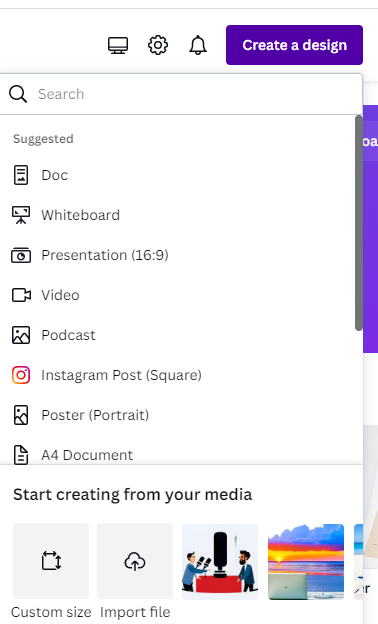 Create a design
Search
Suggested
Doc
Whiteboard
Presentation (16:9)
Video
Podcast
Instagram Post (Square)
Poster (Portrait)
A4 Document
Start creating from your media
Custom size
Import file